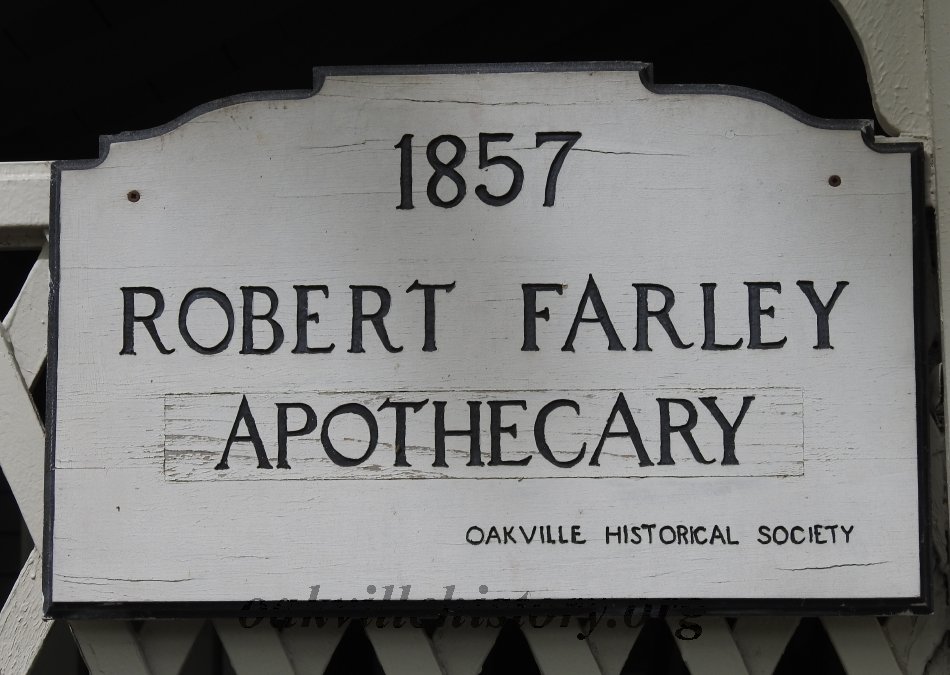 1857
ROBERT FARLEY
APOTHECARY
OAKVILLE HISTORICAL SOCIETY
oakvillehistory.org